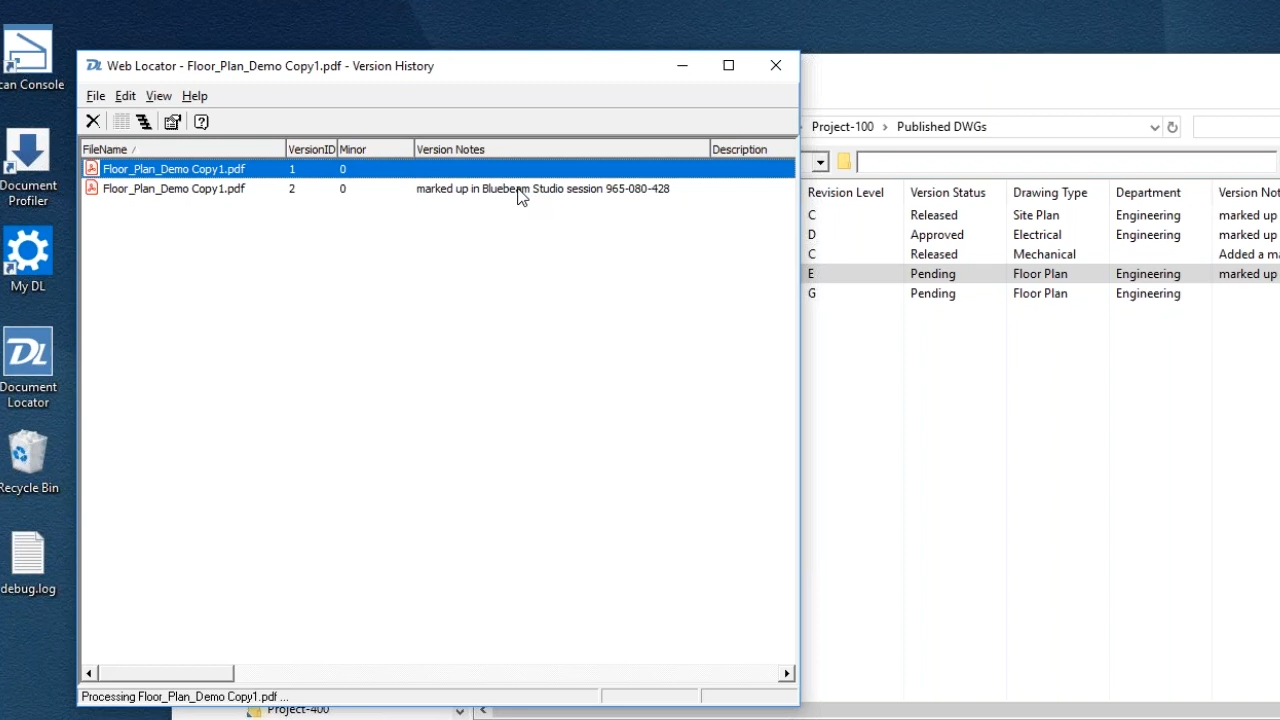 can Console
Document
Profiler
My DL
DL
Document
Locator
Recycle Bin
debug.log
DL Web Locator - Floor_Plan_Demo Copy1.pdf - Version History
File Edit View Help
FileName / VersionID Minor Version Notes Description
Floor_Plan_Demo Copy1.pdf 1 0
Floor_Plan_Demo Copy1.pdf 2 0 marked up in Bluebeam Studio session 965-080-428
Processing Floor_Plan_Demo Copy1.pdf ...
Project-100 > Published DWGs
Revision Level Version Status Drawing Type Department Version Not
C Released Site Plan Engineering marked up
D Approved Electrical Engineering marked up
C Released Mechanical Engineering Added a ma
E Pending Floor Plan Engineering marked up
G Pending Floor Plan Engineering
Project-400